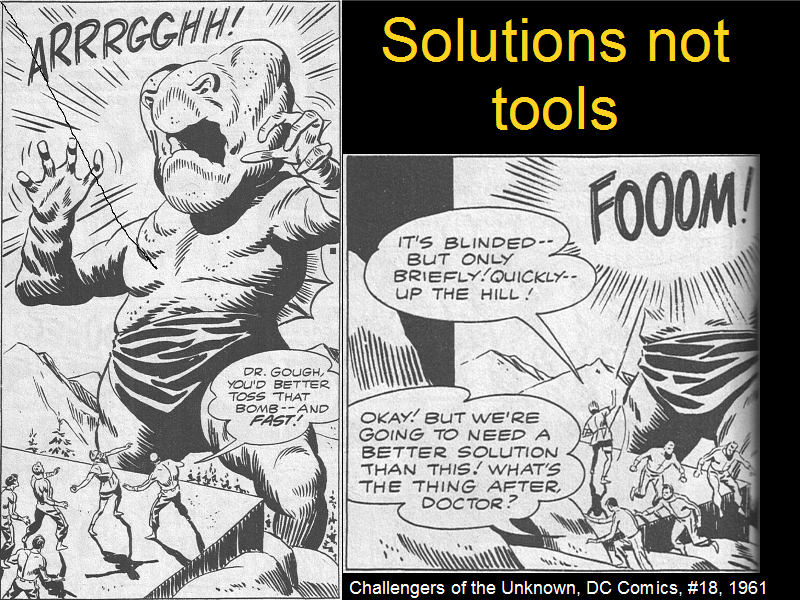 ARRRGGHH!
Solutions not
tools
DR. GOUGH,
YOU'D BETTER
TOSS THAT
BOMB--AND
FAST!
FOOOM!
IT'S BLINDED--
BUT ONLY
BRIEFLY! QUICKLY--
UP THE HILL!
OKAY! BUT WE'RE
GOING TO NEED A
BETTER SOLUTION
THAN THIS! WHAT'S
THE THING AFTER,
DOCTOR?
Challengers of the Unknown, DC Comics, #18, 1961